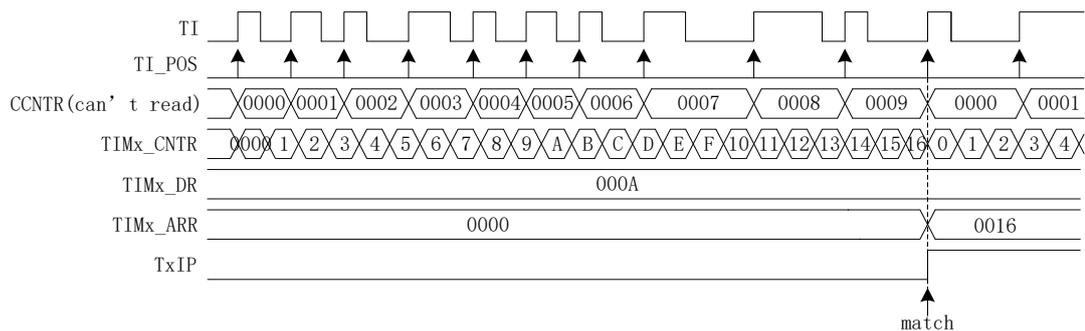 TI
TI_POS
CCNTR(can't read) 0000 0001 0002 0003 0004 0005 0006 0007 0008 0009 0000 0001
TIMx_CNTR 0000 1 2 3 4 5 6 7 8 9 A B C D E F 10 11 12 13 14 15 16 0 1 2 3 4
TIMx_DR 000A
TIMx_ARR 0000 0016
TxIP
match